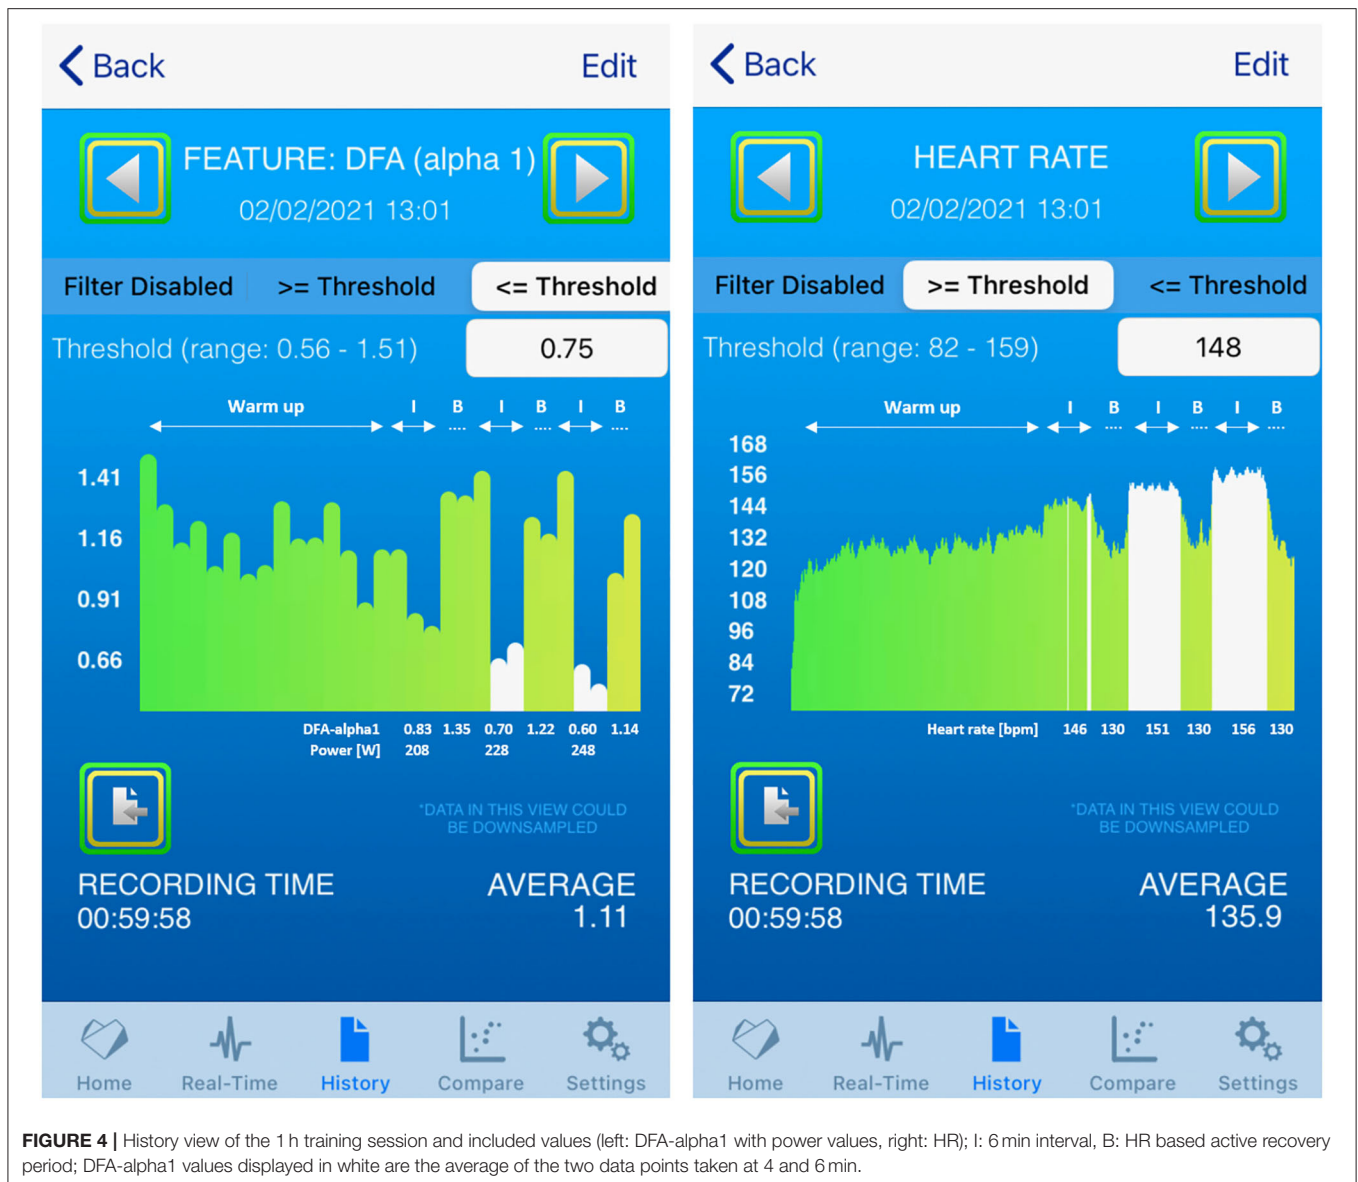 Back Edit
FEATURE: DFA (alpha 1)
02/02/2021 13:01
Filter Disabled >= Threshold <= Threshold
Threshold (range: 0.56 - 1.51) 0.75
Warm up I B I B I B
1.41
1.16
0.91
0.66
DFA-alpha1 0.83 1.35 0.70 1.22 0.60 1.14
Power [W] 208 228 248
*DATA IN THIS VIEW COULD
BE DOWNSAMPLED
RECORDING TIME AVERAGE
00:59:58 1.11
Home Real-Time History Compare Settings
Back Edit
HEART RATE
02/02/2021 13:01
Filter Disabled >= Threshold <= Threshold
Threshold (range: 82 - 159) 148
Warm up I B I B I B
168
156
144
132
120
108
96
84
72
Heart rate [bpm] 146 130 151 130 156 130
*DATA IN THIS VIEW COULD
BE DOWNSAMPLED
RECORDING TIME AVERAGE
00:59:58 135.9
Home Real-Time History Compare Settings
FIGURE 4 | History view of the 1 h training session and included values (left: DFA-alpha1 with power values, right: HR); I: 6 min interval, B: HR based active recovery
period; DFA-alpha1 values displayed in white are the average of the two data points taken at 4 and 6 min.